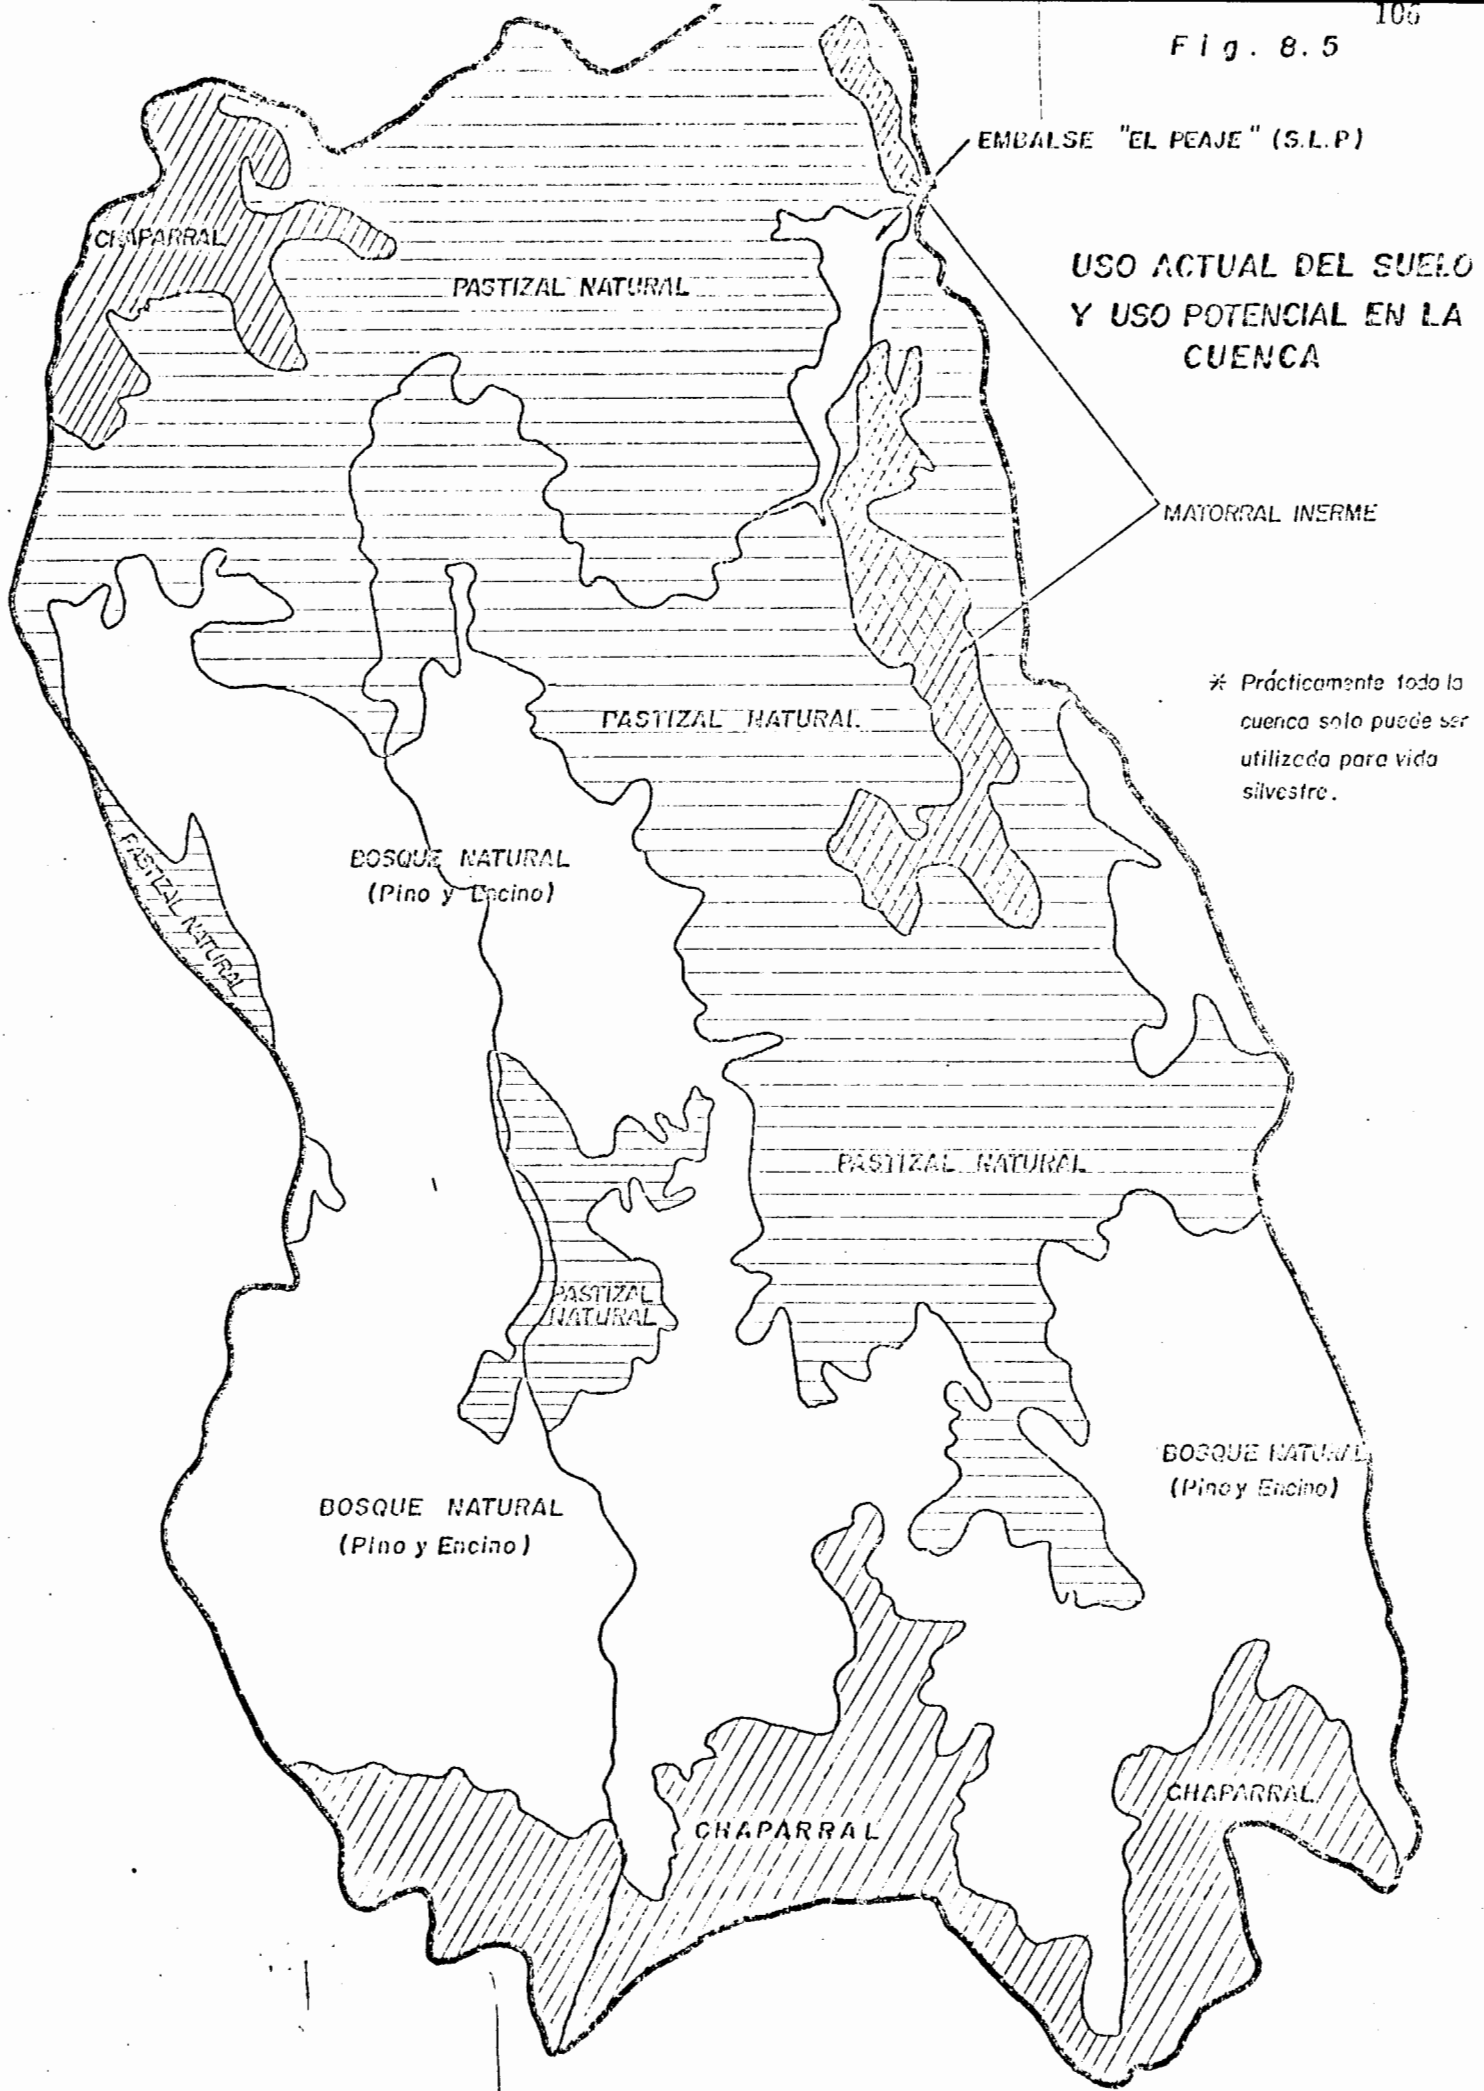 106
Fig. 8.5
EMBALSE "EL PEAJE" (S.L.P)
CHAPARRAL
PASTIZAL NATURAL
USO ACTUAL DEL SUELO
Y USO POTENCIAL EN LA
CUENCA
MATORRAL INERME
* Prácticamente toda la
cuenca solo puede ser
utilizada para vida
silvestre.
PASTIZAL NATURAL
PASTIZAL NATURAL
BOSQUE NATURAL
(Pino y Encino)
PASTIZAL NATURAL
PASTIZAL
NATURAL
BOSQUE NATURAL
(Pino y Encino)
BOSQUE NATURAL
(Pino y Encino)
CHAPARRAL
CHAPARRAL